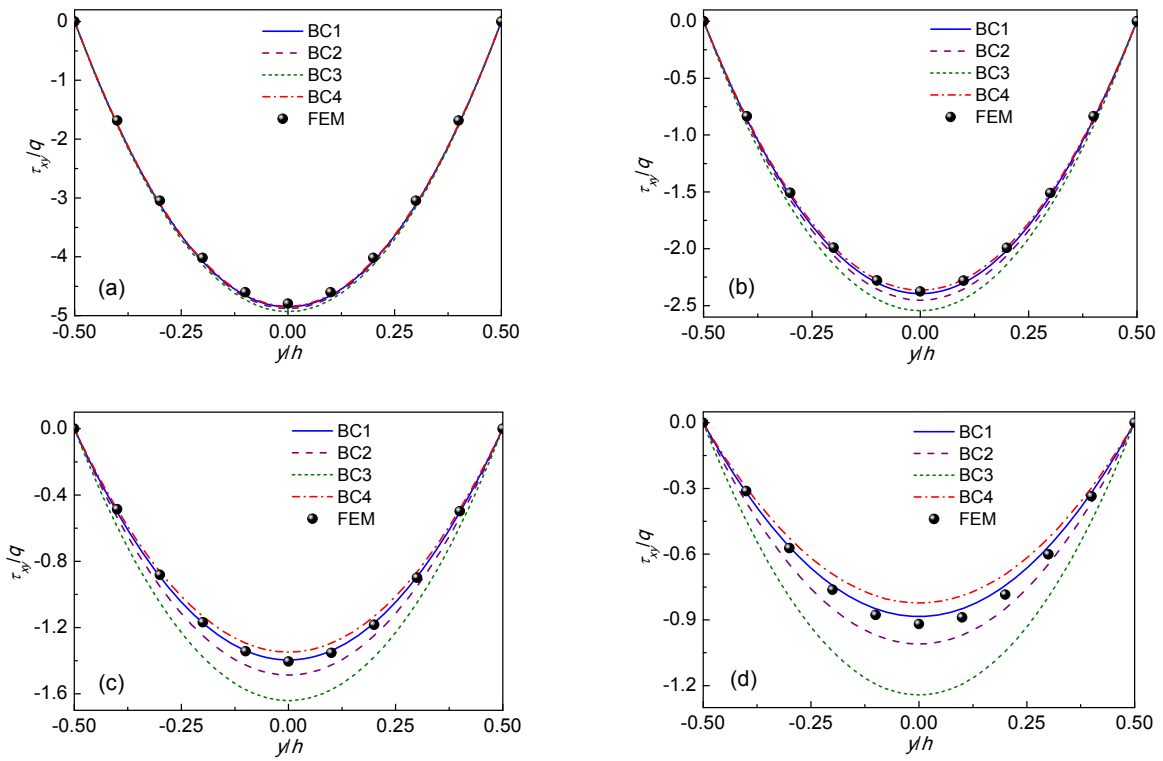 0
-1
-2
-3
-4
-5
τxy/q
BC1
BC2
BC3
BC4
FEM
(a)
-0.50 -0.25 0.00 0.25 0.50
y/h
0.0
-0.5
-1.0
-1.5
-2.0
-2.5
τxy/q
BC1
BC2
BC3
BC4
FEM
(b)
-0.50 -0.25 0.00 0.25 0.50
y/h
0.0
-0.4
-0.8
-1.2
-1.6
τxy/q
BC1
BC2
BC3
BC4
FEM
(c)
-0.50 -0.25 0.00 0.25 0.50
y/h
0.0
-0.3
-0.6
-0.9
-1.2
τxy/q
BC1
BC2
BC3
BC4
FEM
(d)
-0.50 -0.25 0.00 0.25 0.50
y/h